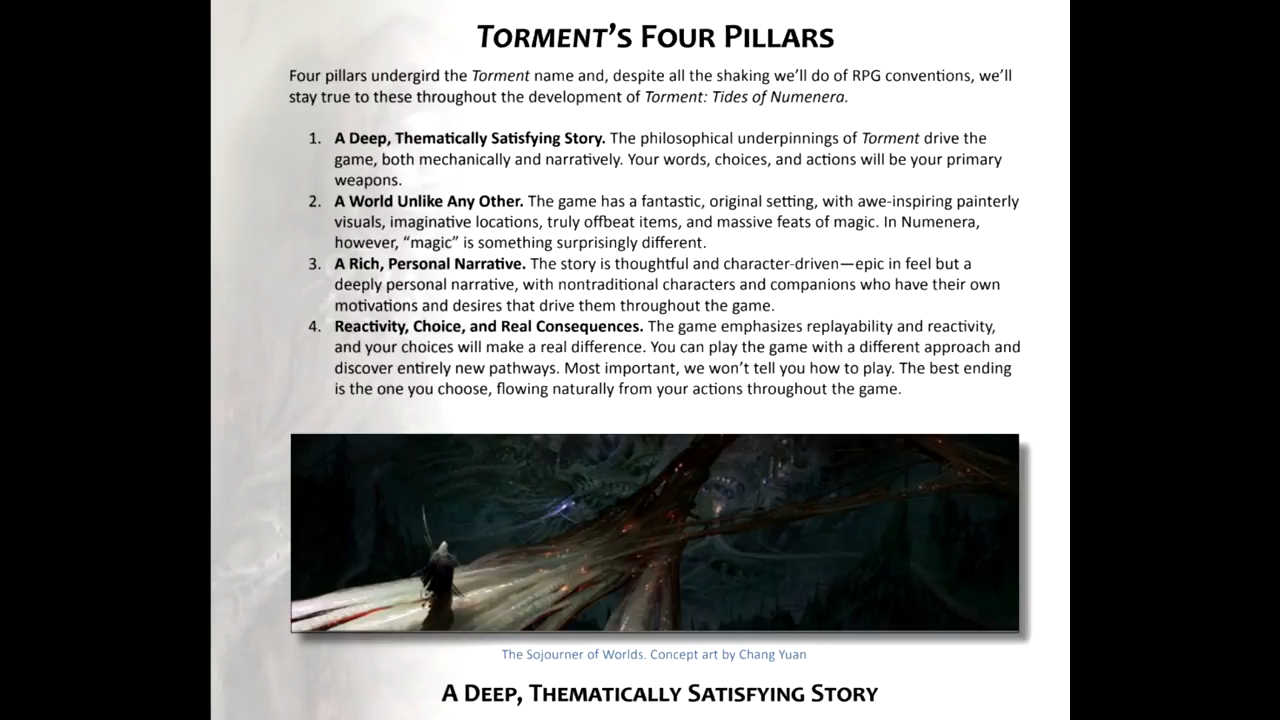 TORMENT'S FOUR PILLARS
Four pillars undergird the Torment name and, despite all the shaking we'll do of RPG conventions, we'll
stay true to these throughout the development of Torment: Tides of Numenera.
1. A Deep, Thematically Satisfying Story. The philosophical underpinnings of Torment drive the
game, both mechanically and narratively. Your words, choices, and actions will be your primary
weapons.
2. A World Unlike Any Other. The game has a fantastic, original setting, with awe-inspiring painterly
visuals, imaginative locations, truly offbeat items, and massive feats of magic. In Numenera,
however, “magic” is something surprisingly different.
3. A Rich, Personal Narrative. The story is thoughtful and character-driven—epic in feel but a
deeply personal narrative, with nontraditional characters and companions who have their own
motivations and desires that drive them throughout the game.
4. Reactivity, Choice, and Real Consequences. The game emphasizes replayability and reactivity,
and your choices will make a real difference. You can play the game with a different approach and
discover entirely new pathways. Most important, we won't tell you how to play. The best ending
is the one you choose, flowing naturally from your actions throughout the game.
The Sojourner of Worlds. Concept art by Chang Yuan
A DEEP, THEMATICALLY SATISFYING STORY